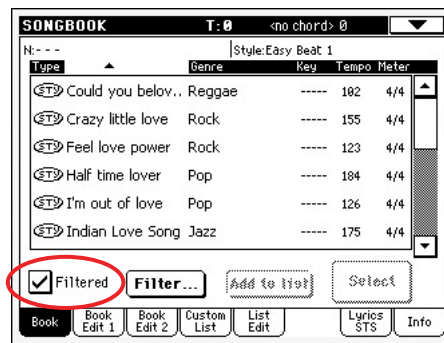 SONGBOOK T:0 <no chord> 0
N:--- Style:Easy Beat 1
Type Genre Key Tempo Meter
STD Could you belov.. Reggae ----- 102 4/4
STD Crazy little love Rock ----- 155 4/4
STD Feel love power Rock ----- 123 4/4
STD Half time lover Pop ----- 184 4/4
STD I'm out of love Pop ----- 126 4/4
STD Indian Love Song Jazz ----- 175 4/4
Filtered Filter... Add to list Select
Book Book Edit 1 Book Edit 2 Custom List List Edit Lyrics STS Info